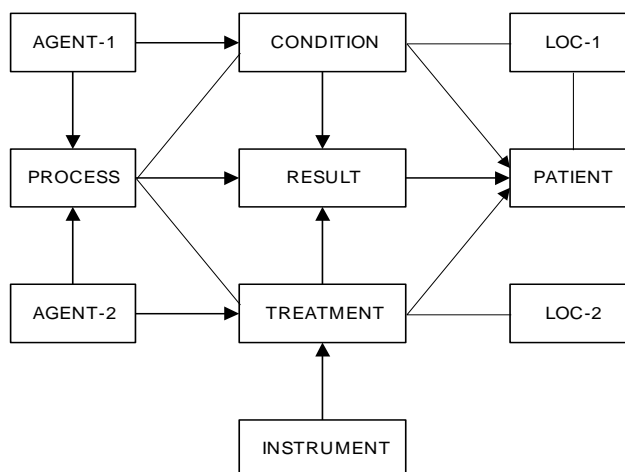 AGENT-1
CONDITION
LOC-1
PROCESS
RESULT
PATIENT
AGENT-2
TREATMENT
LOC-2
INSTRUMENT